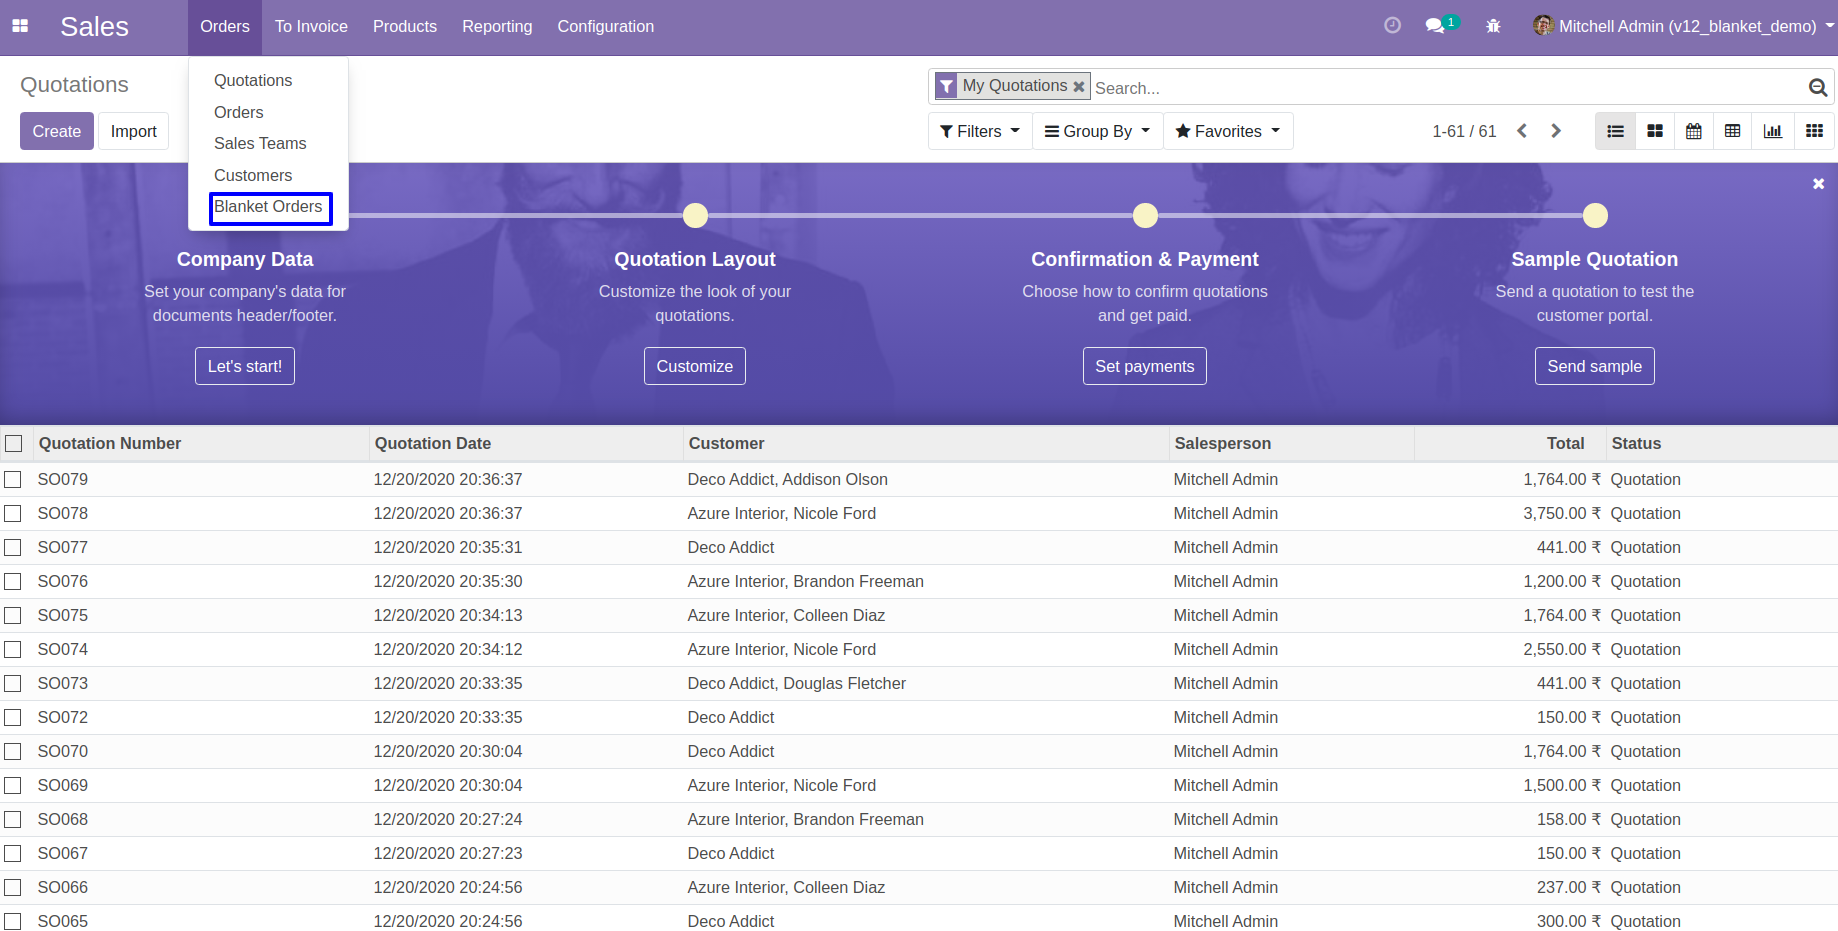 Sales Orders To Invoice Products Reporting Configuration 1 Mitchell Admin (v12_blanket_demo)
Quotations
Create Import
Quotations
Orders
Sales Teams
Customers
Blanket Orders
My Quotations Search...
Filters Group By Favorites 1-61 / 61
Company Data
Set your company's data for
documents header/footer.
Let's start!
Quotation Layout
Customize the look of your
quotations.
Customize
Confirmation & Payment
Choose how to confirm quotations
and get paid.
Set payments
Sample Quotation
Send a quotation to test the
customer portal.
Send sample
Quotation Number Quotation Date Customer Salesperson Total Status
SO079 12/20/2020 20:36:37 Deco Addict, Addison Olson Mitchell Admin 1,764.00 ₹ Quotation
SO078 12/20/2020 20:36:37 Azure Interior, Nicole Ford Mitchell Admin 3,750.00 ₹ Quotation
SO077 12/20/2020 20:35:31 Deco Addict Mitchell Admin 441.00 ₹ Quotation
SO076 12/20/2020 20:35:30 Azure Interior, Brandon Freeman Mitchell Admin 1,200.00 ₹ Quotation
SO075 12/20/2020 20:34:13 Azure Interior, Colleen Diaz Mitchell Admin 1,764.00 ₹ Quotation
SO074 12/20/2020 20:34:12 Azure Interior, Nicole Ford Mitchell Admin 2,550.00 ₹ Quotation
SO073 12/20/2020 20:33:35 Deco Addict, Douglas Fletcher Mitchell Admin 441.00 ₹ Quotation
SO072 12/20/2020 20:33:35 Deco Addict Mitchell Admin 150.00 ₹ Quotation
SO070 12/20/2020 20:30:04 Deco Addict Mitchell Admin 1,764.00 ₹ Quotation
SO069 12/20/2020 20:30:04 Azure Interior, Nicole Ford Mitchell Admin 1,500.00 ₹ Quotation
SO068 12/20/2020 20:27:24 Azure Interior, Brandon Freeman Mitchell Admin 158.00 ₹ Quotation
SO067 12/20/2020 20:27:23 Deco Addict Mitchell Admin 150.00 ₹ Quotation
SO066 12/20/2020 20:24:56 Azure Interior, Colleen Diaz Mitchell Admin 237.00 ₹ Quotation
SO065 12/20/2020 20:24:56 Deco Addict Mitchell Admin 300.00 ₹ Quotation